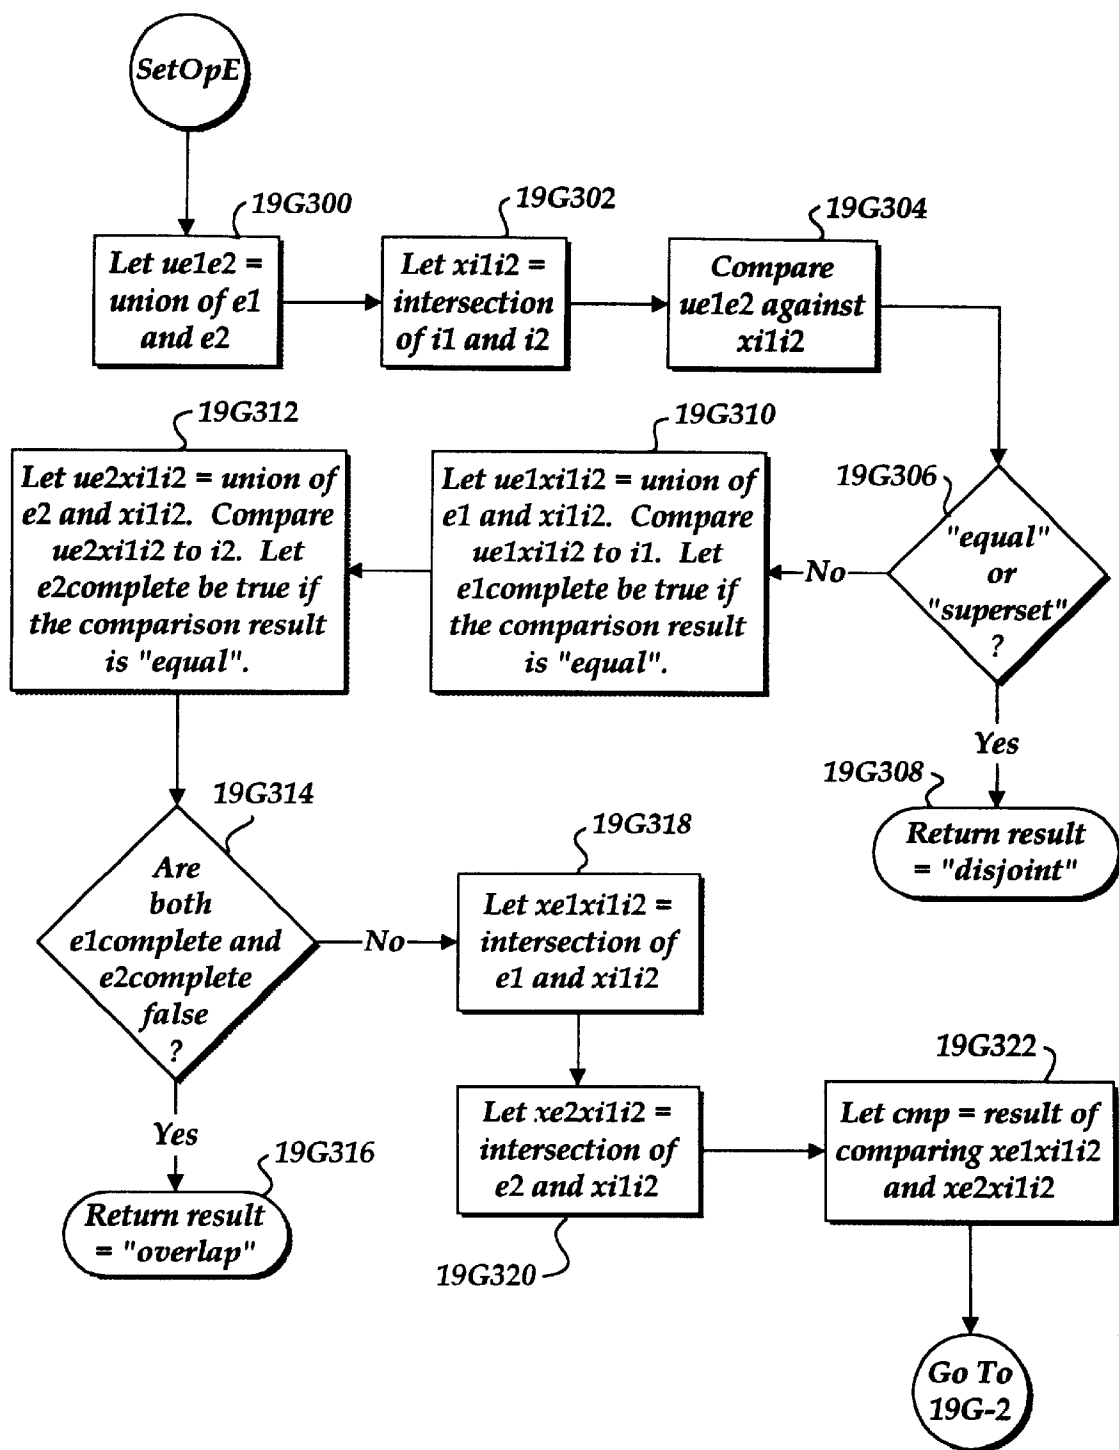 SetOpE
19G300
Let ue1e2 =
union of e1
and e2
19G302
Let xi1i2 =
intersection
of i1 and i2
19G304
Compare
ue1e2 against
xi1i2
19G306
"equal"
or
"superset"
?
No
Yes
19G308
Return result
= "disjoint"
19G310
Let ue1xi1i2 = union of
e1 and xi1i2. Compare
ue1xi1i2 to i1. Let
e1complete be true if
the comparison result
is "equal".
19G312
Let ue2xi1i2 = union of
e2 and xi1i2. Compare
ue2xi1i2 to i2. Let
e2complete be true if
the comparison result
is "equal".
19G314
Are
both
e1complete and
e2complete
false
?
No
Yes
19G316
Return result
= "overlap"
19G318
Let xe1xi1i2 =
intersection of
e1 and xi1i2
Let xe2xi1i2 =
intersection of
e2 and xi1i2
19G320
19G322
Let cmp = result of
comparing xe1xi1i2
and xe2xi1i2
Go To
19G-2